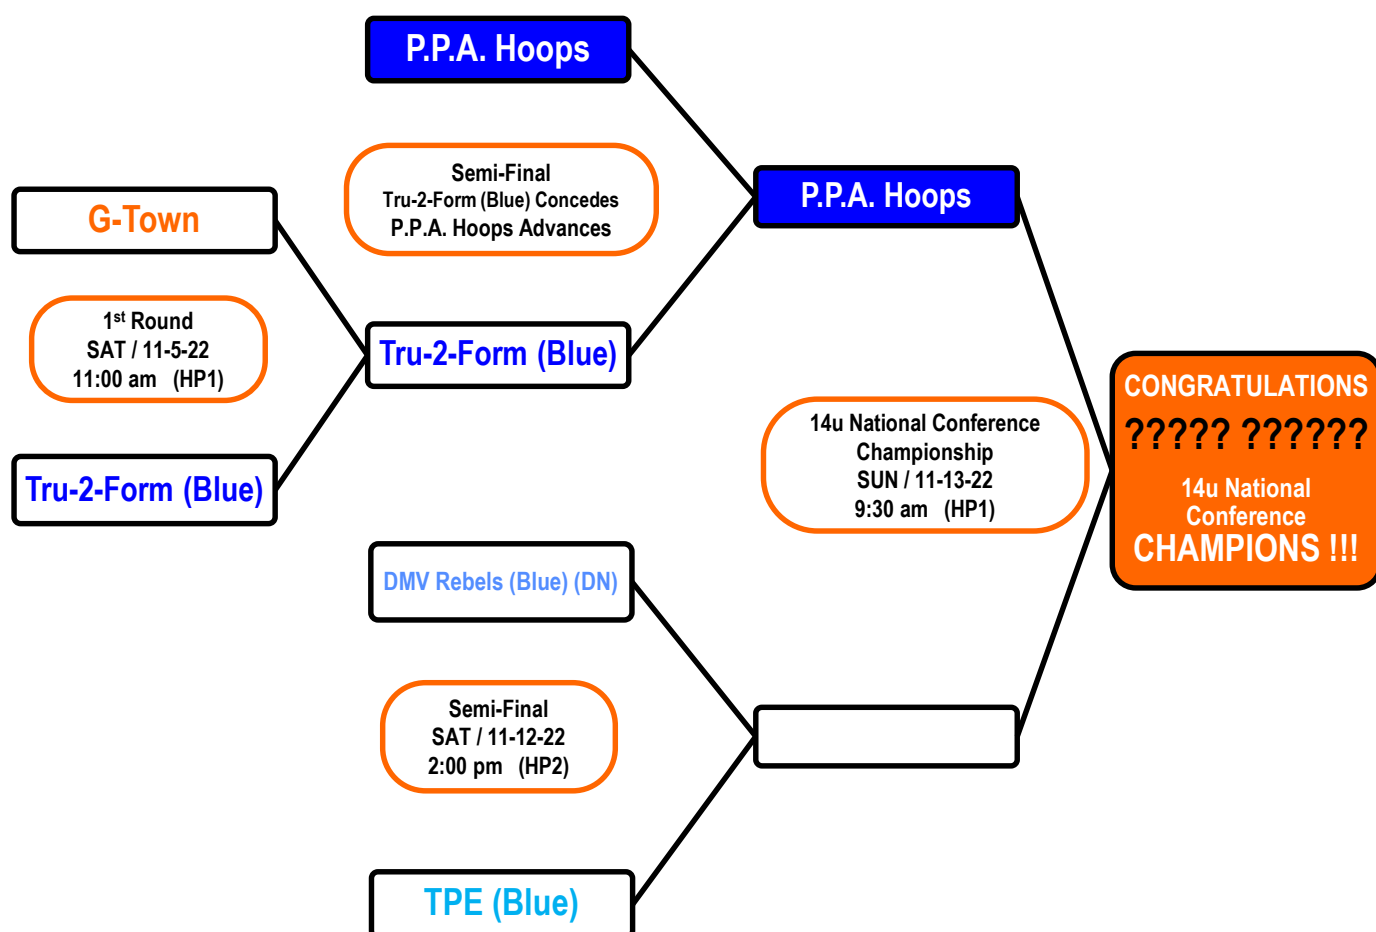 P.P.A. Hoops
Semi-Final
Tru-2-Form (Blue) Concedes
P.P.A. Hoops Advances
P.P.A. Hoops
G-Town
1st Round
SAT / 11-5-22
11:00 am (HP1)
Tru-2-Form (Blue)
Tru-2-Form (Blue)
14u National Conference
Championship
SUN / 11-13-22
9:30 am (HP1)
CONGRATULATIONS
????? ??????
14u National
Conference
CHAMPIONS !!!
DMV Rebels (Blue) (DN)
Semi-Final
SAT / 11-12-22
2:00 pm (HP2)
TPE (Blue)